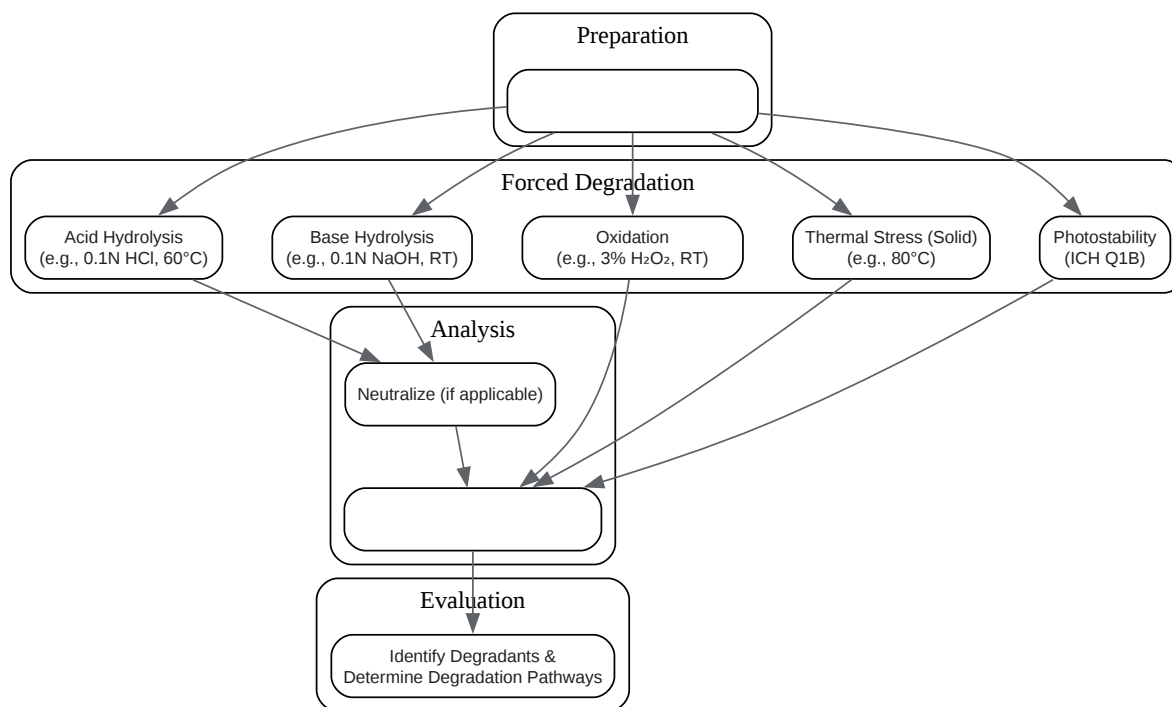 Preparation
Forced Degradation
Acid Hydrolysis
(e.g., 0.1N HCl, 60°C)
Base Hydrolysis
(e.g., 0.1N NaOH, RT)
Oxidation
(e.g., 3% H₂O₂, RT)
Thermal Stress (Solid)
(e.g., 80°C)
Photostability
(ICH Q1B)
Analysis
Neutralize (if applicable)
Evaluation
Identify Degradants &
Determine Degradation Pathways